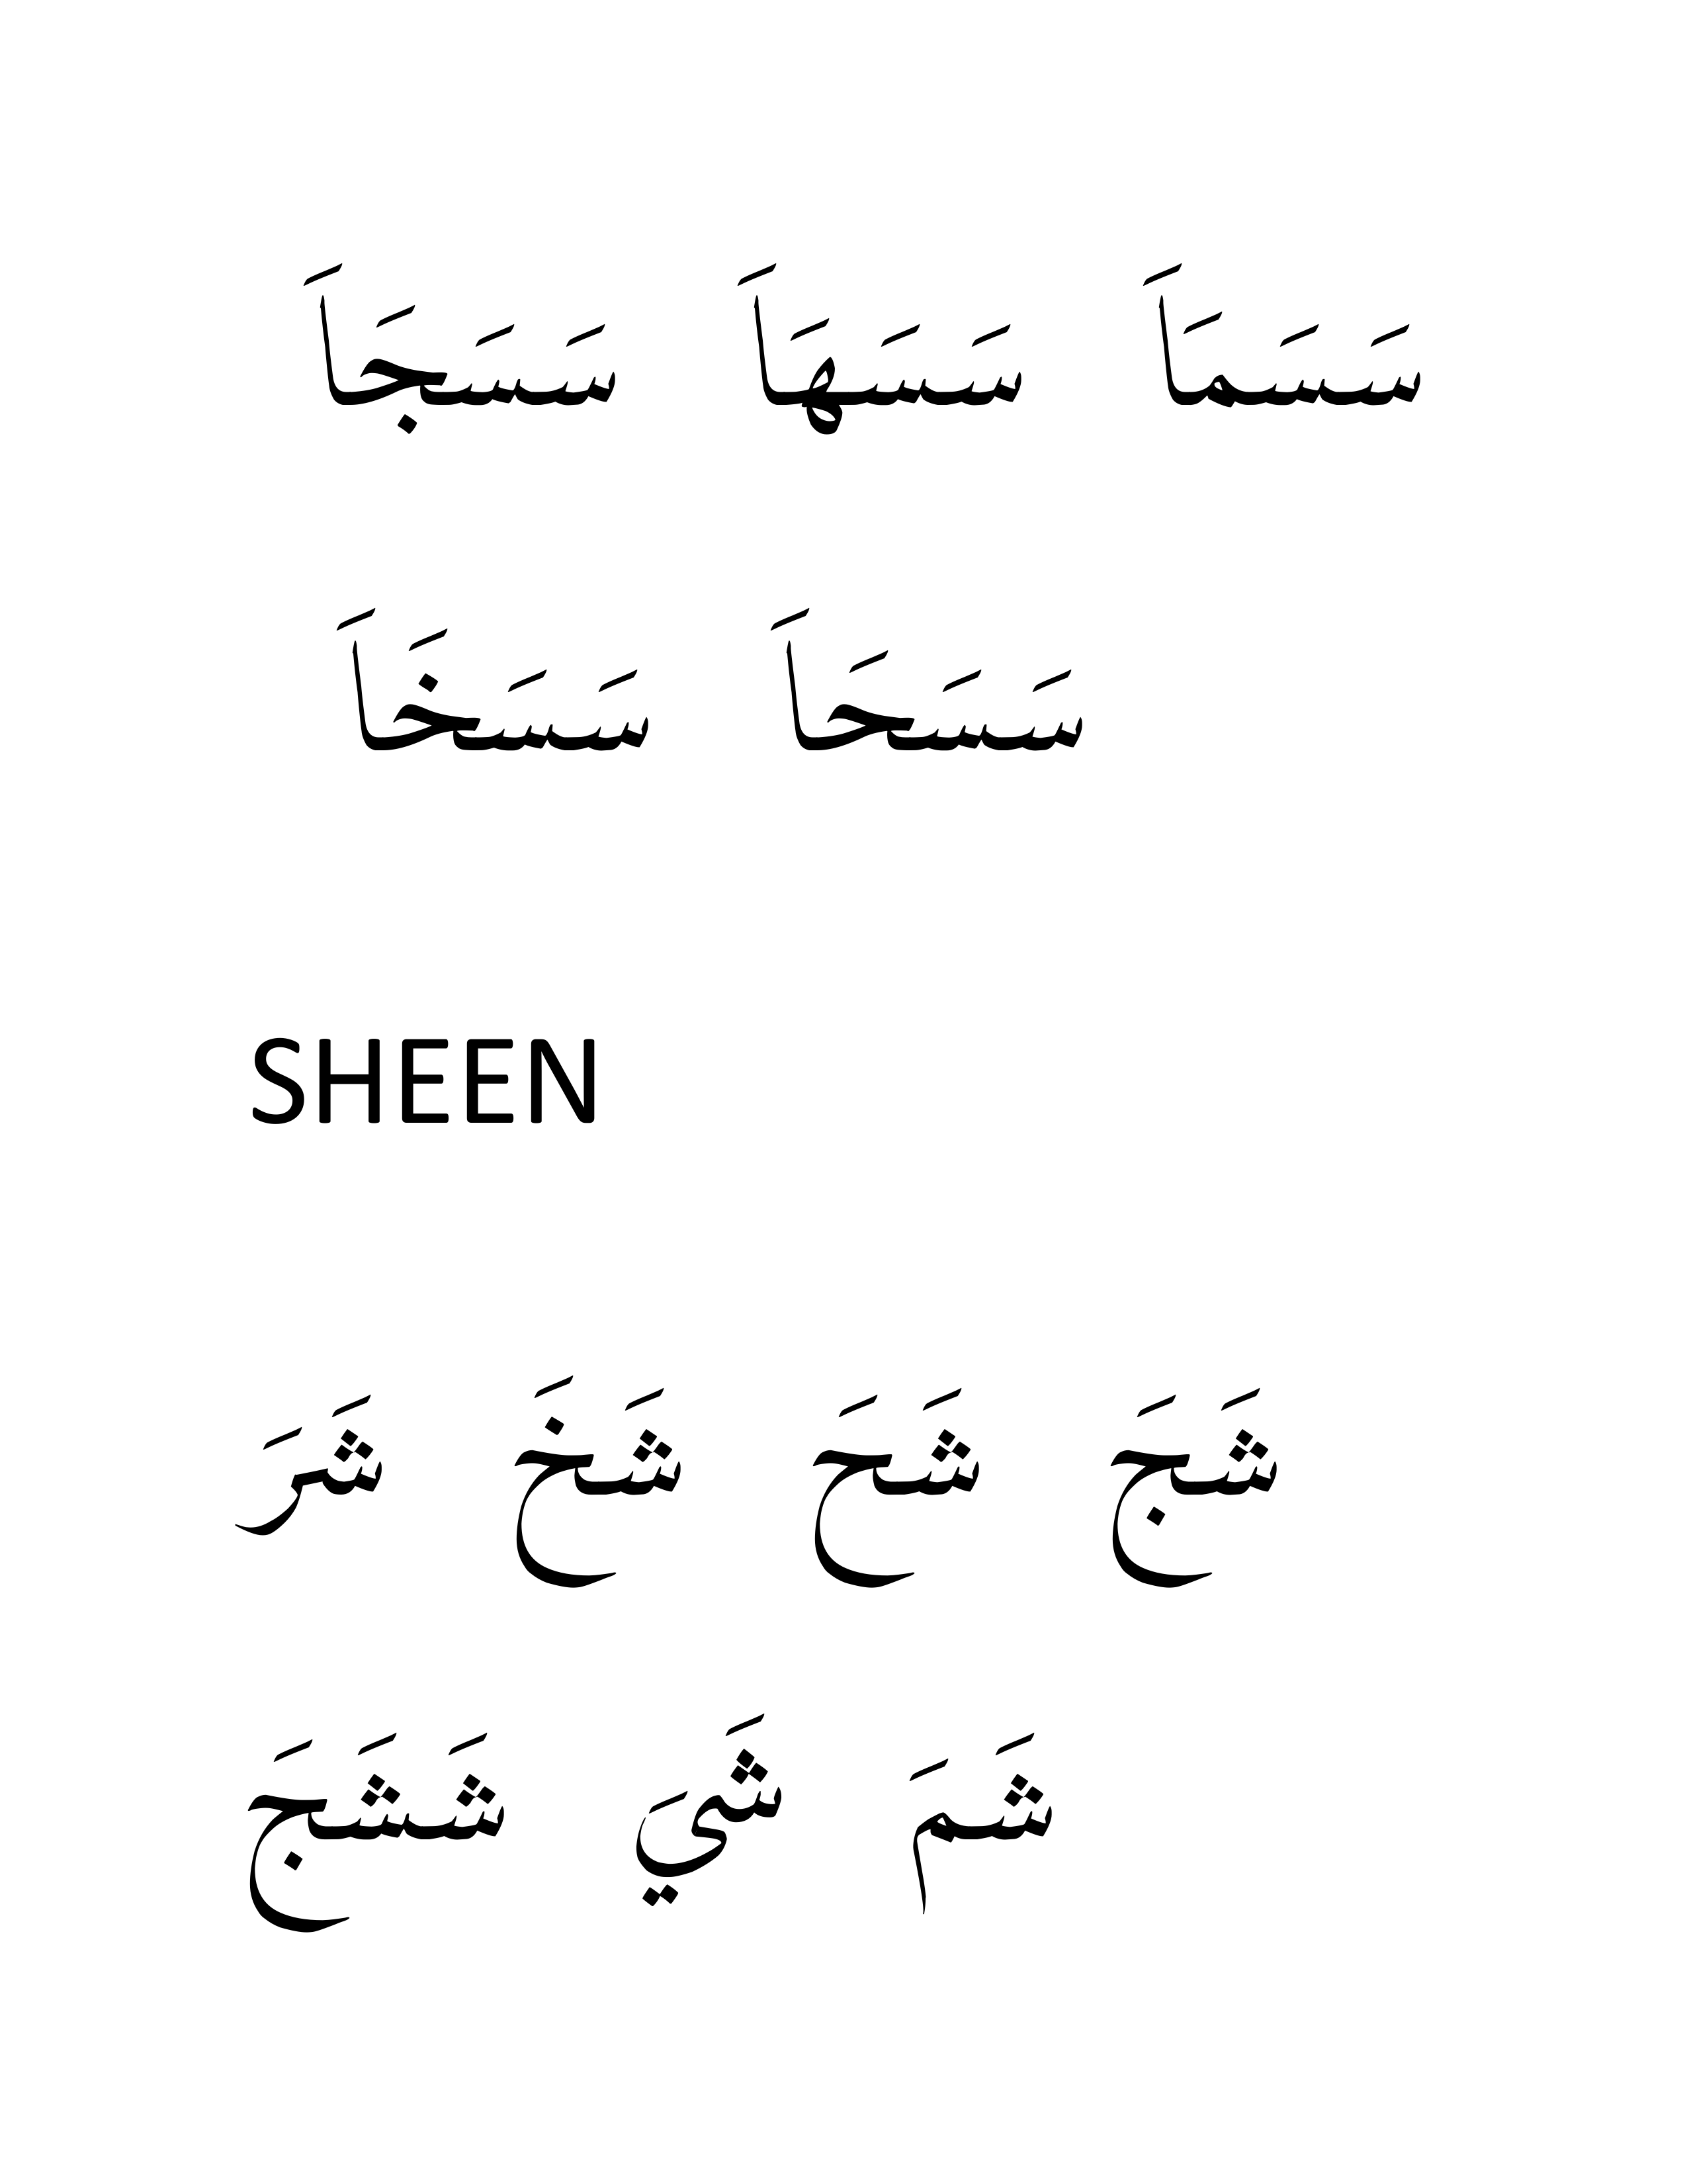 سَسَمَاَ سَسَهَاَ سَسَجَاَ
سَسَحَاَ سَسَخَاَ
SHEEN
شَجَ شَحَ شَخَ شَرَ
شَمَ شَيَ شَشَجَ